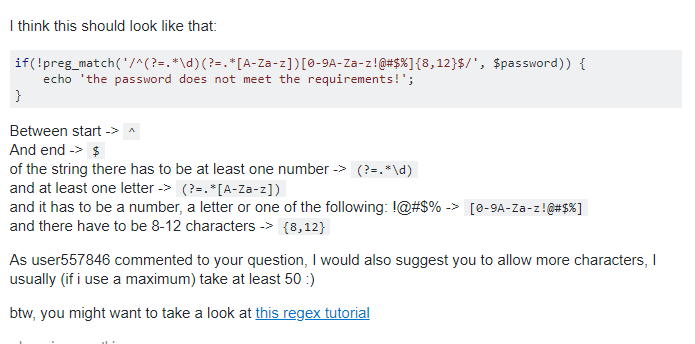 I think this should look like that:
if(!preg_match('/^(?=.*\d)(?=.*[A-Za-z])[0-9A-Za-z!@#$%]{8,12}$/', $password)) {
    echo 'the password does not meet the requirements!';
}
Between start -> ^
And end -> $
of the string there has to be at least one number -> (?=.*\d)
and at least one letter -> (?=.*[A-Za-z])
and it has to be a number, a letter or one of the following: !@#$% -> [0-9A-Za-z!@#$%]
and there have to be 8-12 characters -> {8,12}
As user557846 commented to your question, I would also suggest you to allow more characters, I
usually (if i use a maximum) take at least 50 :)
btw, you might want to take a look at this regex tutorial